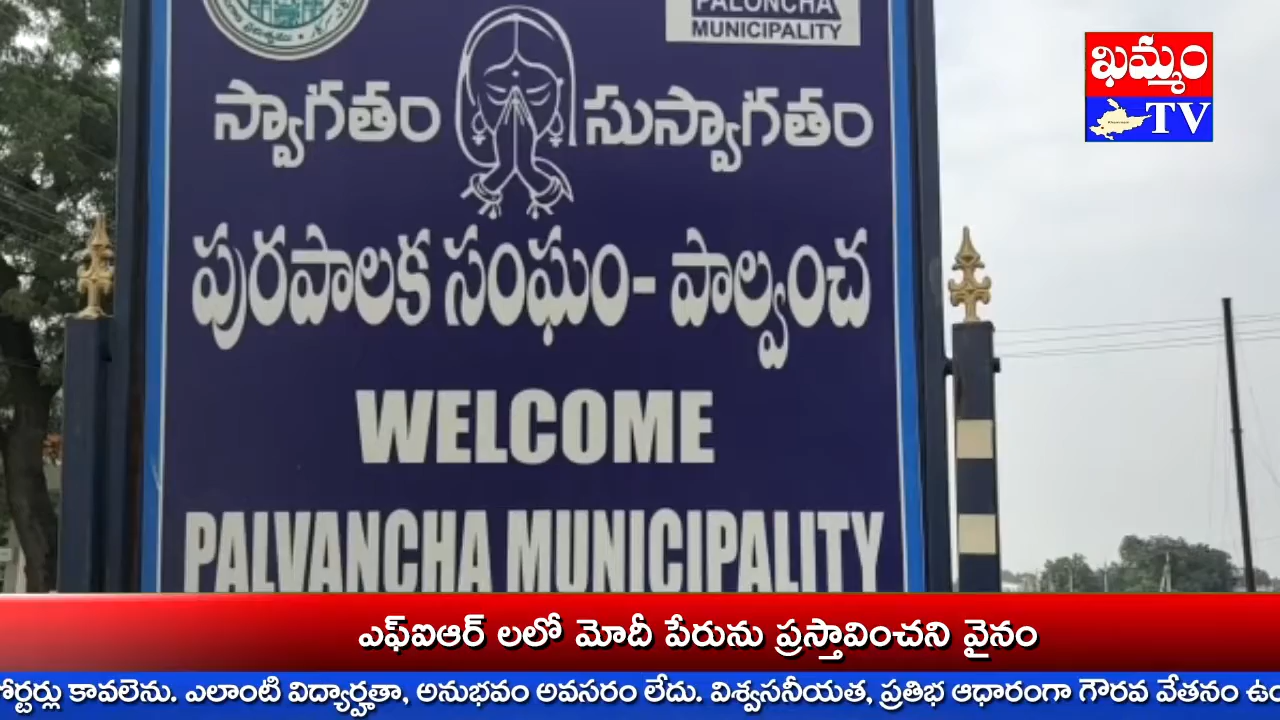 PALONCHA
MUNICIPALITY
ఖమ్మం
TV
స్వాగతం సుస్వాగతం
పురపాలక సంఘం- పాల్వంచ
WELCOME
PALVANCHA MUNICIPALITY
ఎఫ్ఐఆర్ లలో మోదీ పేరును ప్రస్తావించని వైనం
కావలెను. ఎలాంటి విద్యార్హతా, అనుభవం అవసరం లేదు. విశ్వసనీయత, ప్రతిభ ఆధారంగా గౌరవ వేతనం